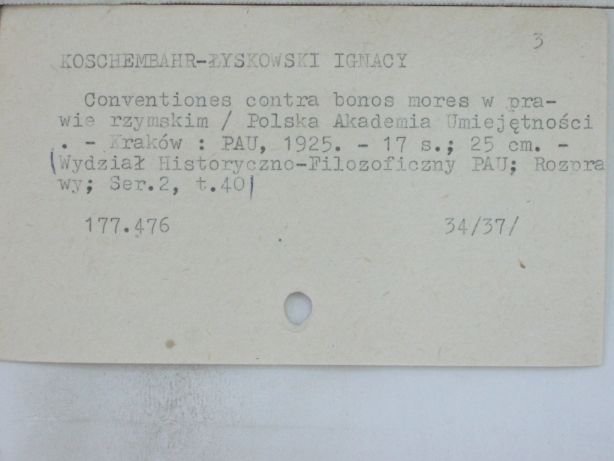 3
KOSCHEMBAHR-ŁYSKOWSKI IGNACY
Conventiones contra bonos mores w pra-
wie rzymskim / Polska Akademia Umiejętności
. - Kraków : PAU, 1925. - 17 s.; 25 cm. -
(Wydział Historyczno-Filozoficzny PAU; Rozpra
wy; Ser.2, t.40)
177.476 34/37/